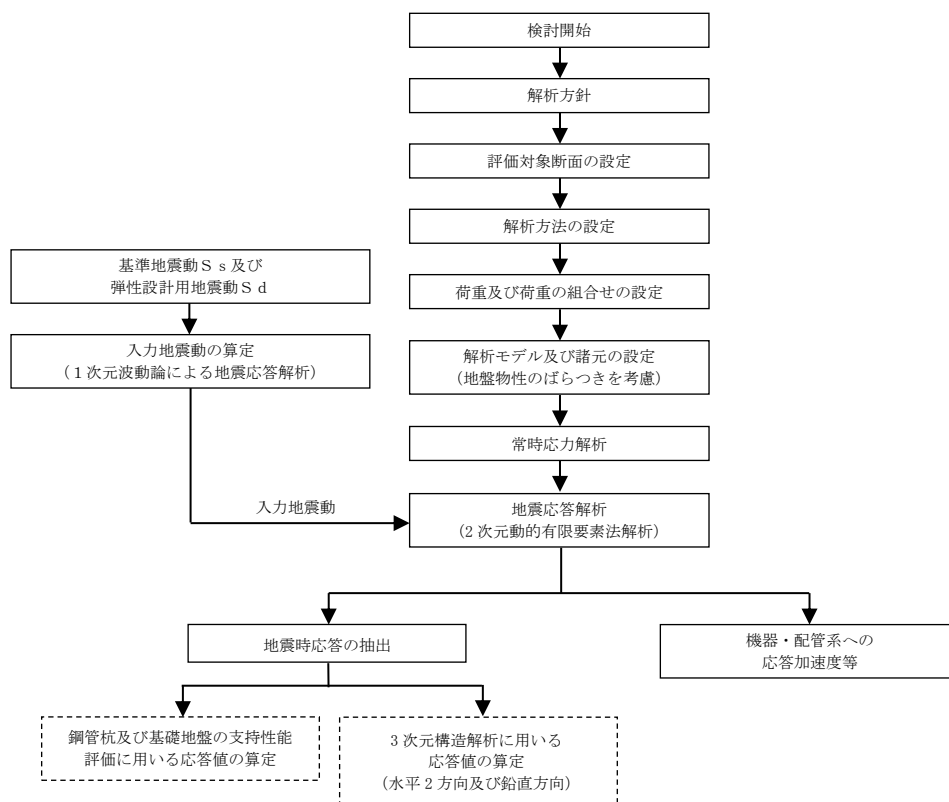 検討開始
解析方針
評価対象断面の設定
解析方法の設定
基準地震動Ｓｓ及び
弾性設計用地震動Ｓｄ
荷重及び荷重の組合せの設定
入力地震動の算定
(１次元波動論による地震応答解析)
解析モデル及び諸元の設定
(地盤物性のばらつきを考慮)
常時応力解析
入力地震動
地震応答解析
(2 次元動的有限要素法解析)
地震時応答の抽出
機器・配管系への
応答加速度等
鋼管杭及び基礎地盤の支持性能
評価に用いる応答値の算定
3 次元構造解析に用いる
応答値の算定
(水平 2 方向及び鉛直方向)